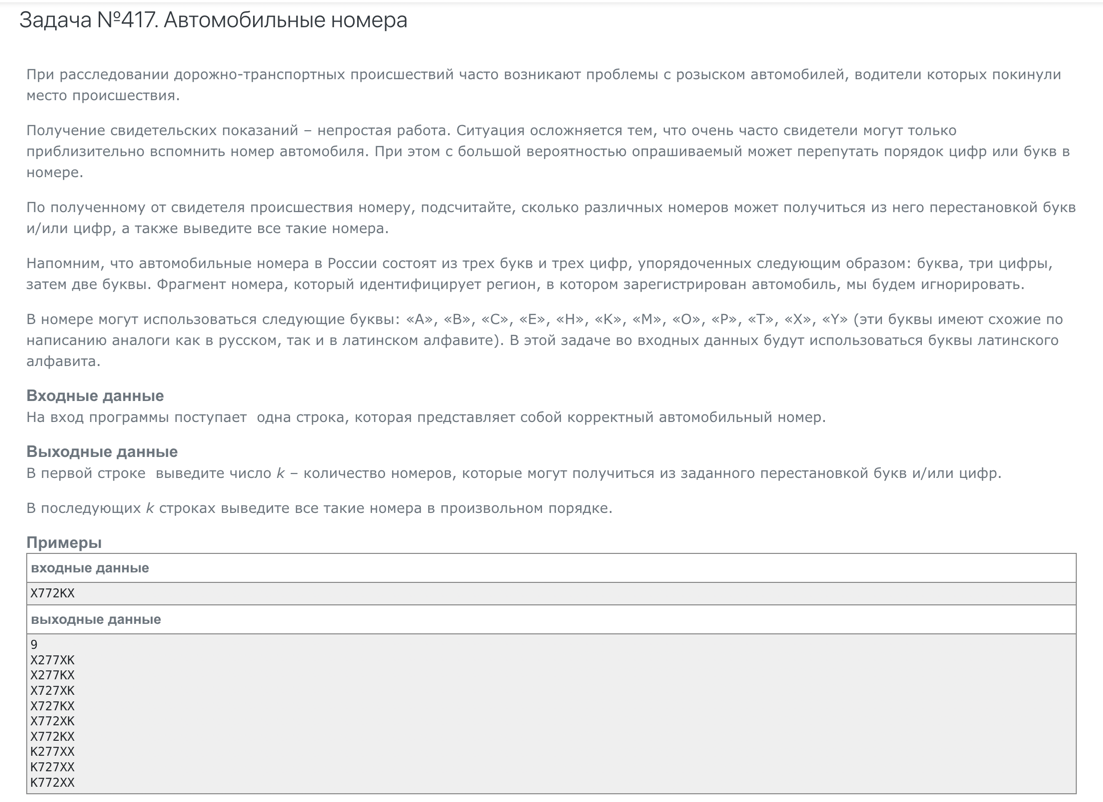 Задача №417. Автомобильные номера
При расследовании дорожно-транспортных происшествий часто возникают проблемы с розыском автомобилей, водители которых покинули
место происшествия.
Получение свидетельских показаний – непростая работа. Ситуация осложняется тем, что очень часто свидетели могут только
приблизительно вспомнить номер автомобиля. При этом с большой вероятностью опрашиваемый может перепутать порядок цифр или букв в
номере.
По полученному от свидетеля происшествия номеру, подсчитайте, сколько различных номеров может получиться из него перестановкой букв
и/или цифр, а также выведите все такие номера.
Напомним, что автомобильные номера в России состоят из трех букв и трех цифр, упорядоченных следующим образом: буква, три цифры,
затем две буквы. Фрагмент номера, который идентифицирует регион, в котором зарегистрирован автомобиль, мы будем игнорировать.
В номере могут использоваться следующие буквы: «A», «B», «C», «E», «H», «K», «M», «O», «P», «T», «X», «Y» (эти буквы имеют схожие по
написанию аналоги как в русском, так и в латинском алфавите). В этой задаче во входных данных будут использоваться буквы латинского
алфавита.
Входные данные
На вход программы поступает одна строка, которая представляет собой корректный автомобильный номер.
Выходные данные
В первой строке выведите число k – количество номеров, которые могут получиться из заданного перестановкой букв и/или цифр.
В последующих k строках выведите все такие номера в произвольном порядке.
Примеры
входные данные
X772KX
выходные данные
9
X277XK
X277KX
X727XK
X727KX
X772XK
X772KX
K277XX
K727XX
K772XX